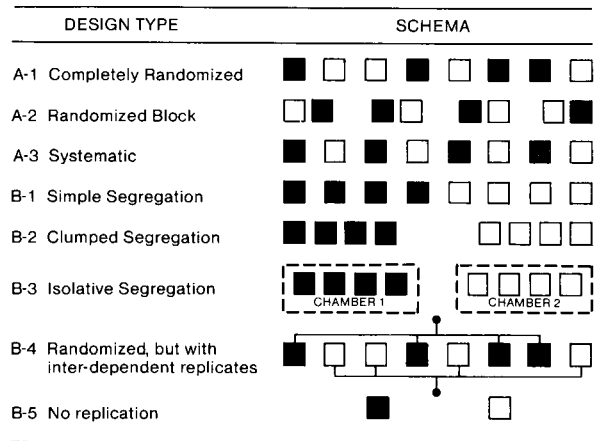 DESIGN TYPE SCHEMA
A-1 Completely Randomized
A-2 Randomized Block
A-3 Systematic
B-1 Simple Segregation
B-2 Clumped Segregation
B-3 Isolative Segregation
CHAMBER 1 CHAMBER 2
B-4 Randomized, but with
inter-dependent replicates
B-5 No replication